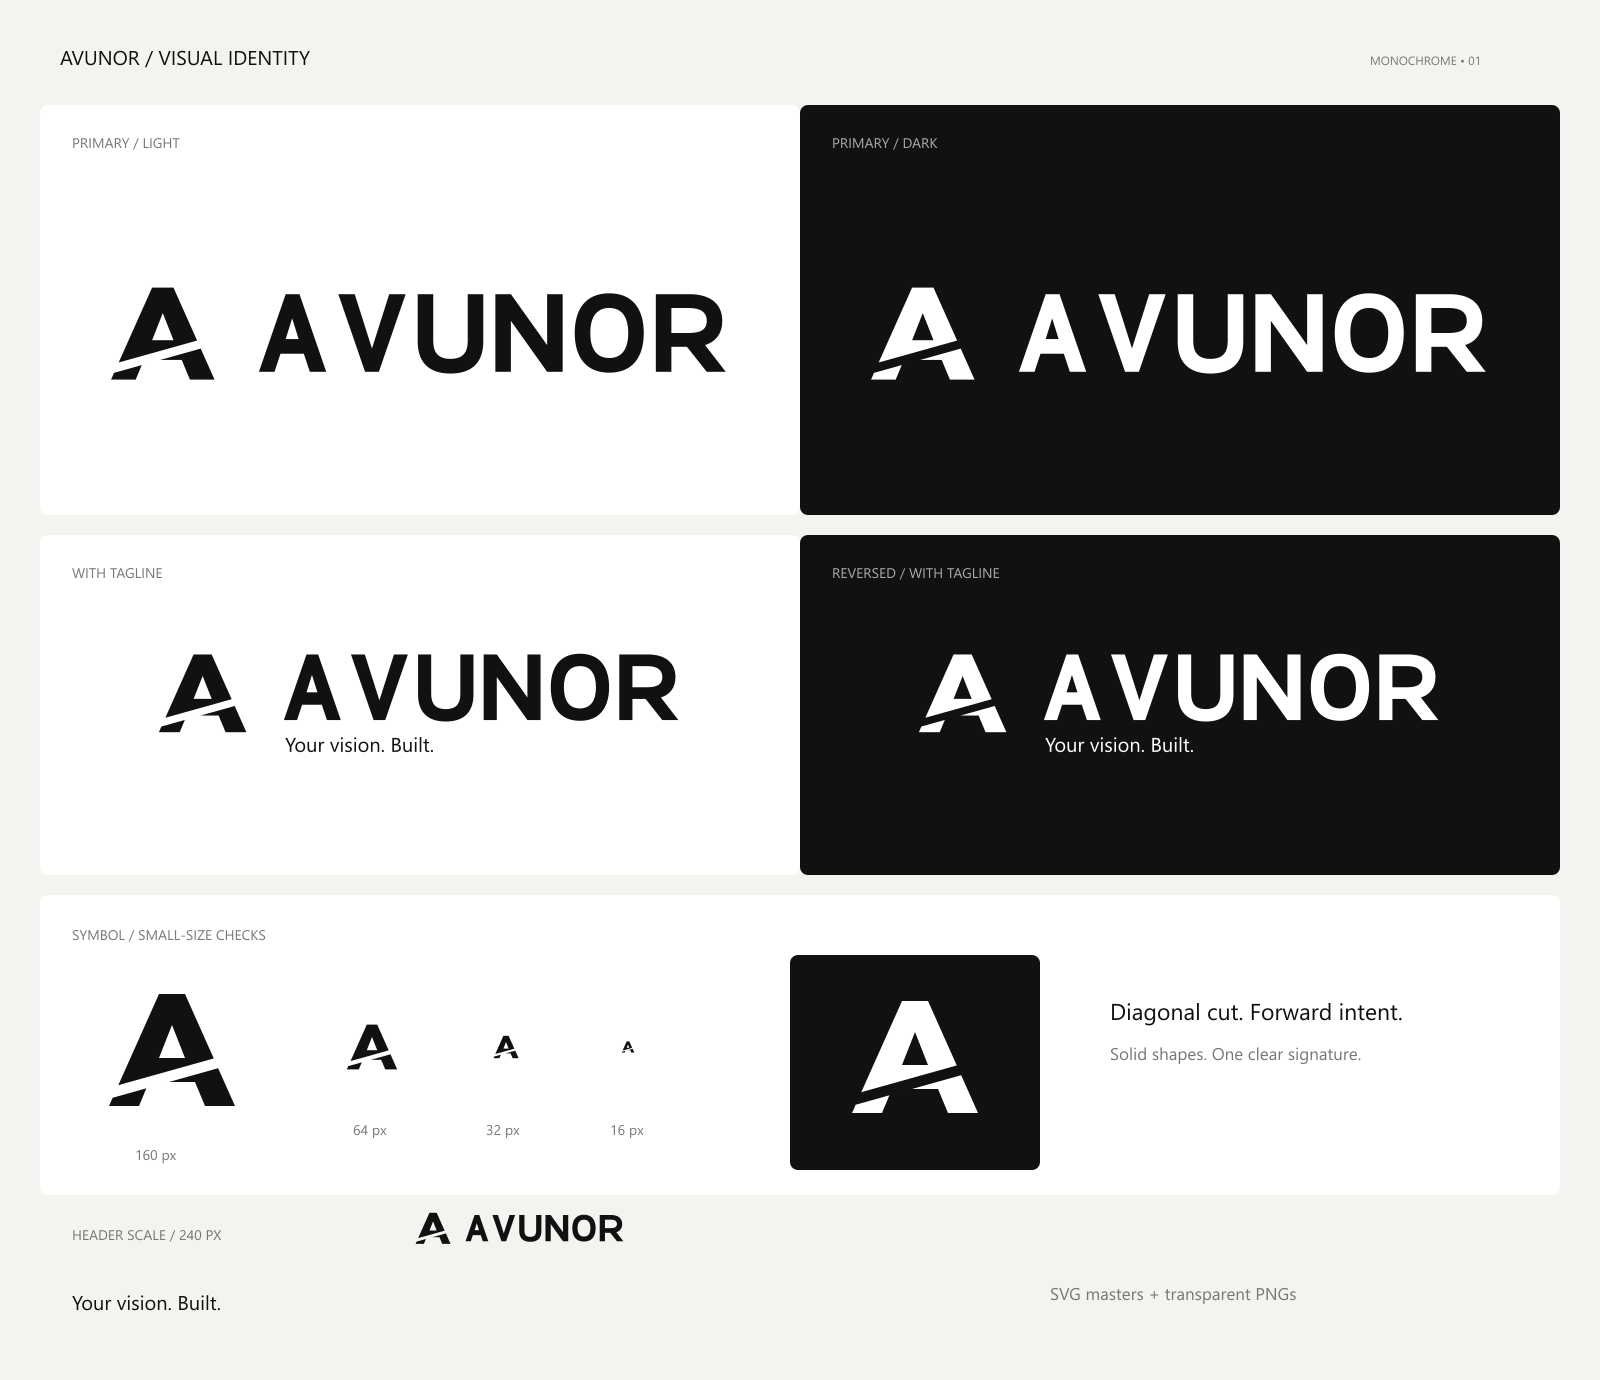 AVUNOR / VISUAL IDENTITY
MONOCHROME • 01
PRIMARY / LIGHT
A AVUNOR
PRIMARY / DARK
A AVUNOR
WITH TAGLINE
A AVUNOR
Your vision. Built.
REVERSED / WITH TAGLINE
A AVUNOR
Your vision. Built.
SYMBOL / SMALL-SIZE CHECKS
A
160 px
A
64 px
A
32 px
A
16 px
A
Diagonal cut. Forward intent.
Solid shapes. One clear signature.
HEADER SCALE / 240 PX
A AVUNOR
Your vision. Built.
SVG masters + transparent PNGs